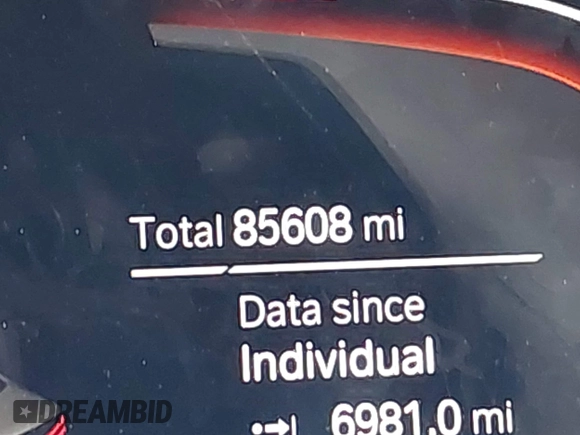 Total 85608 mi
Data since
Individual
6981.0 mi
DREAMBID